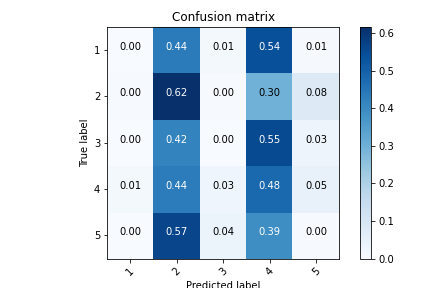 Confusion matrix
1 0.00 0.44 0.01 0.54 0.01
2 0.00 0.62 0.00 0.30 0.08
3 0.00 0.42 0.00 0.55 0.03
4 0.01 0.44 0.03 0.48 0.05
5 0.00 0.57 0.04 0.39 0.00
True label
1 2 3 4 5
Predicted label
0.6
0.5
0.4
0.3
0.2
0.1
0.0